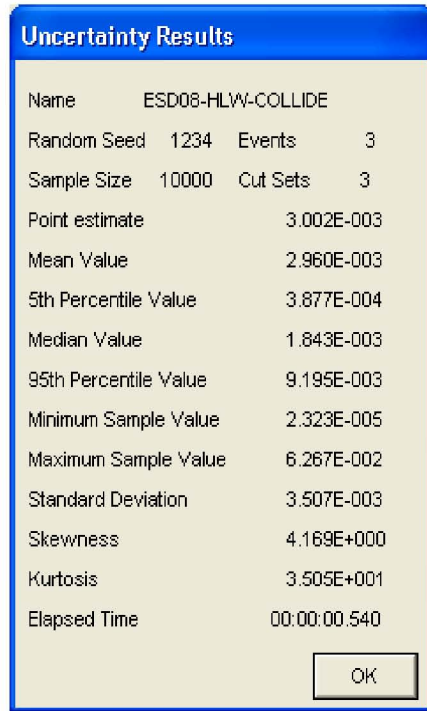 Uncertainty Results
Name ESD08-HLW-COLLIDE
Random Seed 1234 Events 3
Sample Size 10000 Cut Sets 3
Point estimate 3.002E-003
Mean Value 2.960E-003
5th Percentile Value 3.877E-004
Median Value 1.843E-003
95th Percentile Value 9.195E-003
Minimum Sample Value 2.323E-005
Maximum Sample Value 6.267E-002
Standard Deviation 3.507E-003
Skewness 4.169E+000
Kurtosis 3.505E+001
Elapsed Time 00:00:00.540
OK